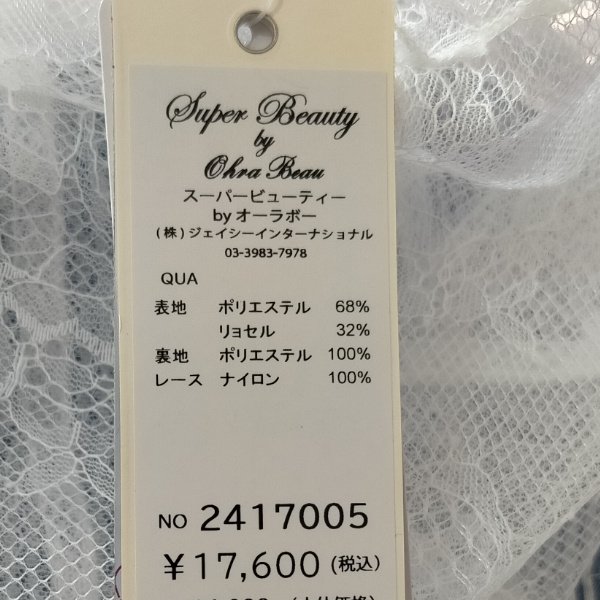 Super Beauty
by
Ohra Beau
スーパービューティー
by オーラボー
(株)ジェイシーインターナショナル
03-3983-7978
QUA
表地 ポリエステル 68%
リョセル 32%
裏地 ポリエステル 100%
レース ナイロン 100%
NO 2417005
¥17,600(税込)